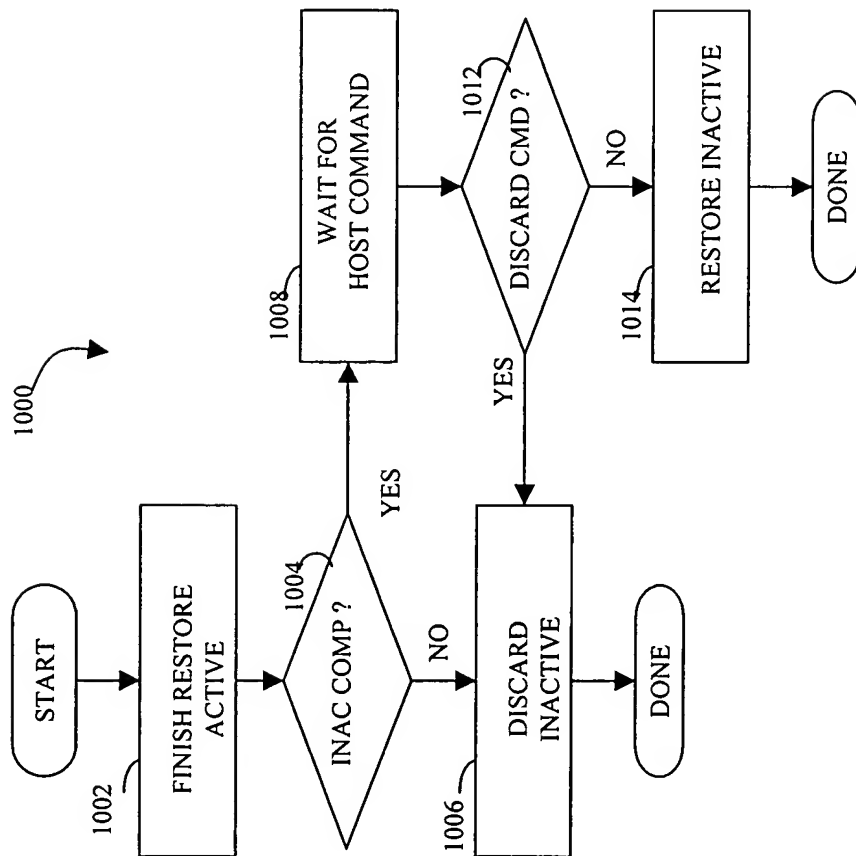 1000
START
1002
FINISH RESTORE
ACTIVE
1004
INAC COMP ?
YES
NO
1006
DISCARD
INACTIVE
DONE
1008
WAIT FOR
HOST COMMAND
1012
DISCARD CMD ?
YES
NO
1014
RESTORE INACTIVE
DONE